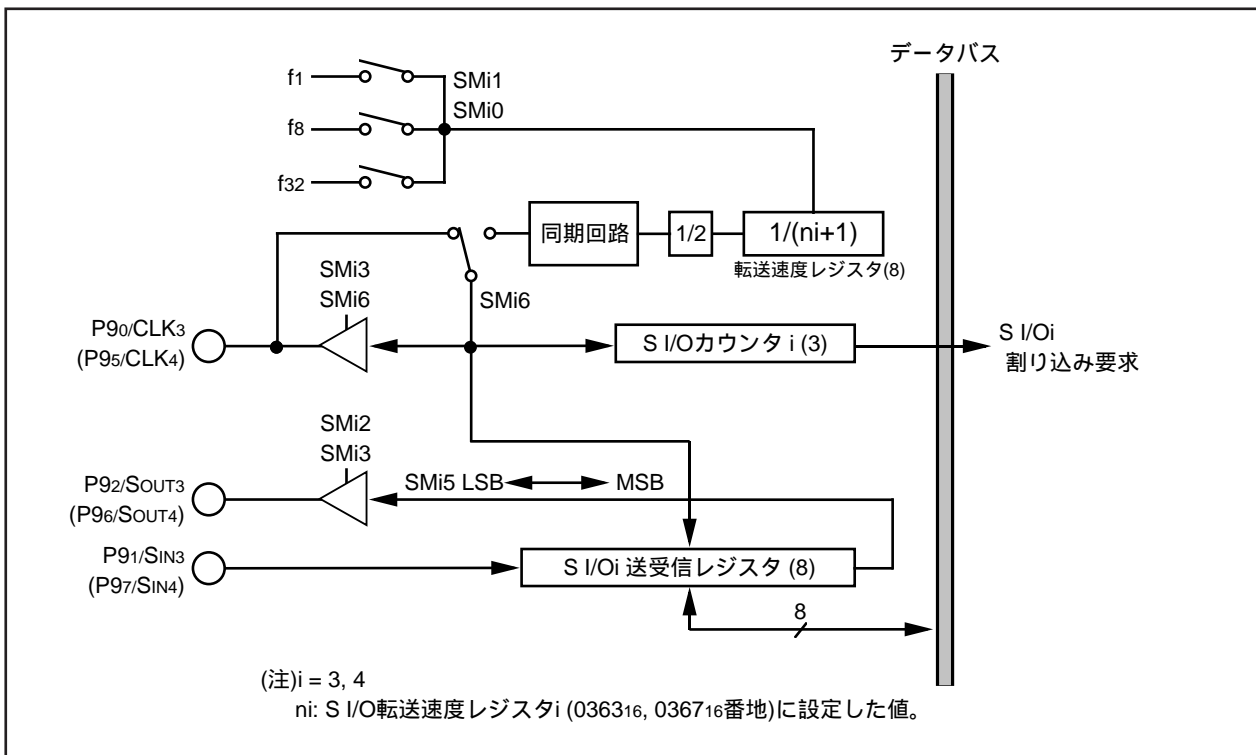 データバス
f1
SMi1
SMi0
f8
f32
同期回路
1/2
1/(ni+1)
転送速度レジスタ(8)
SMi3
SMi6
SMi6
P90/CLK3
(P95/CLK4)
S I/Oカウンタ i (3)
S I/Oi
割り込み要求
SMi2
SMi3
SMi5 LSB
MSB
P92/SOUT3
(P96/SOUT4)
P91/SIN3
(P97/SIN4)
S I/Oi 送受信レジスタ (8)
8
(注)i = 3, 4
ni: S I/O転送速度レジスタi (036316, 036716番地)に設定した値。